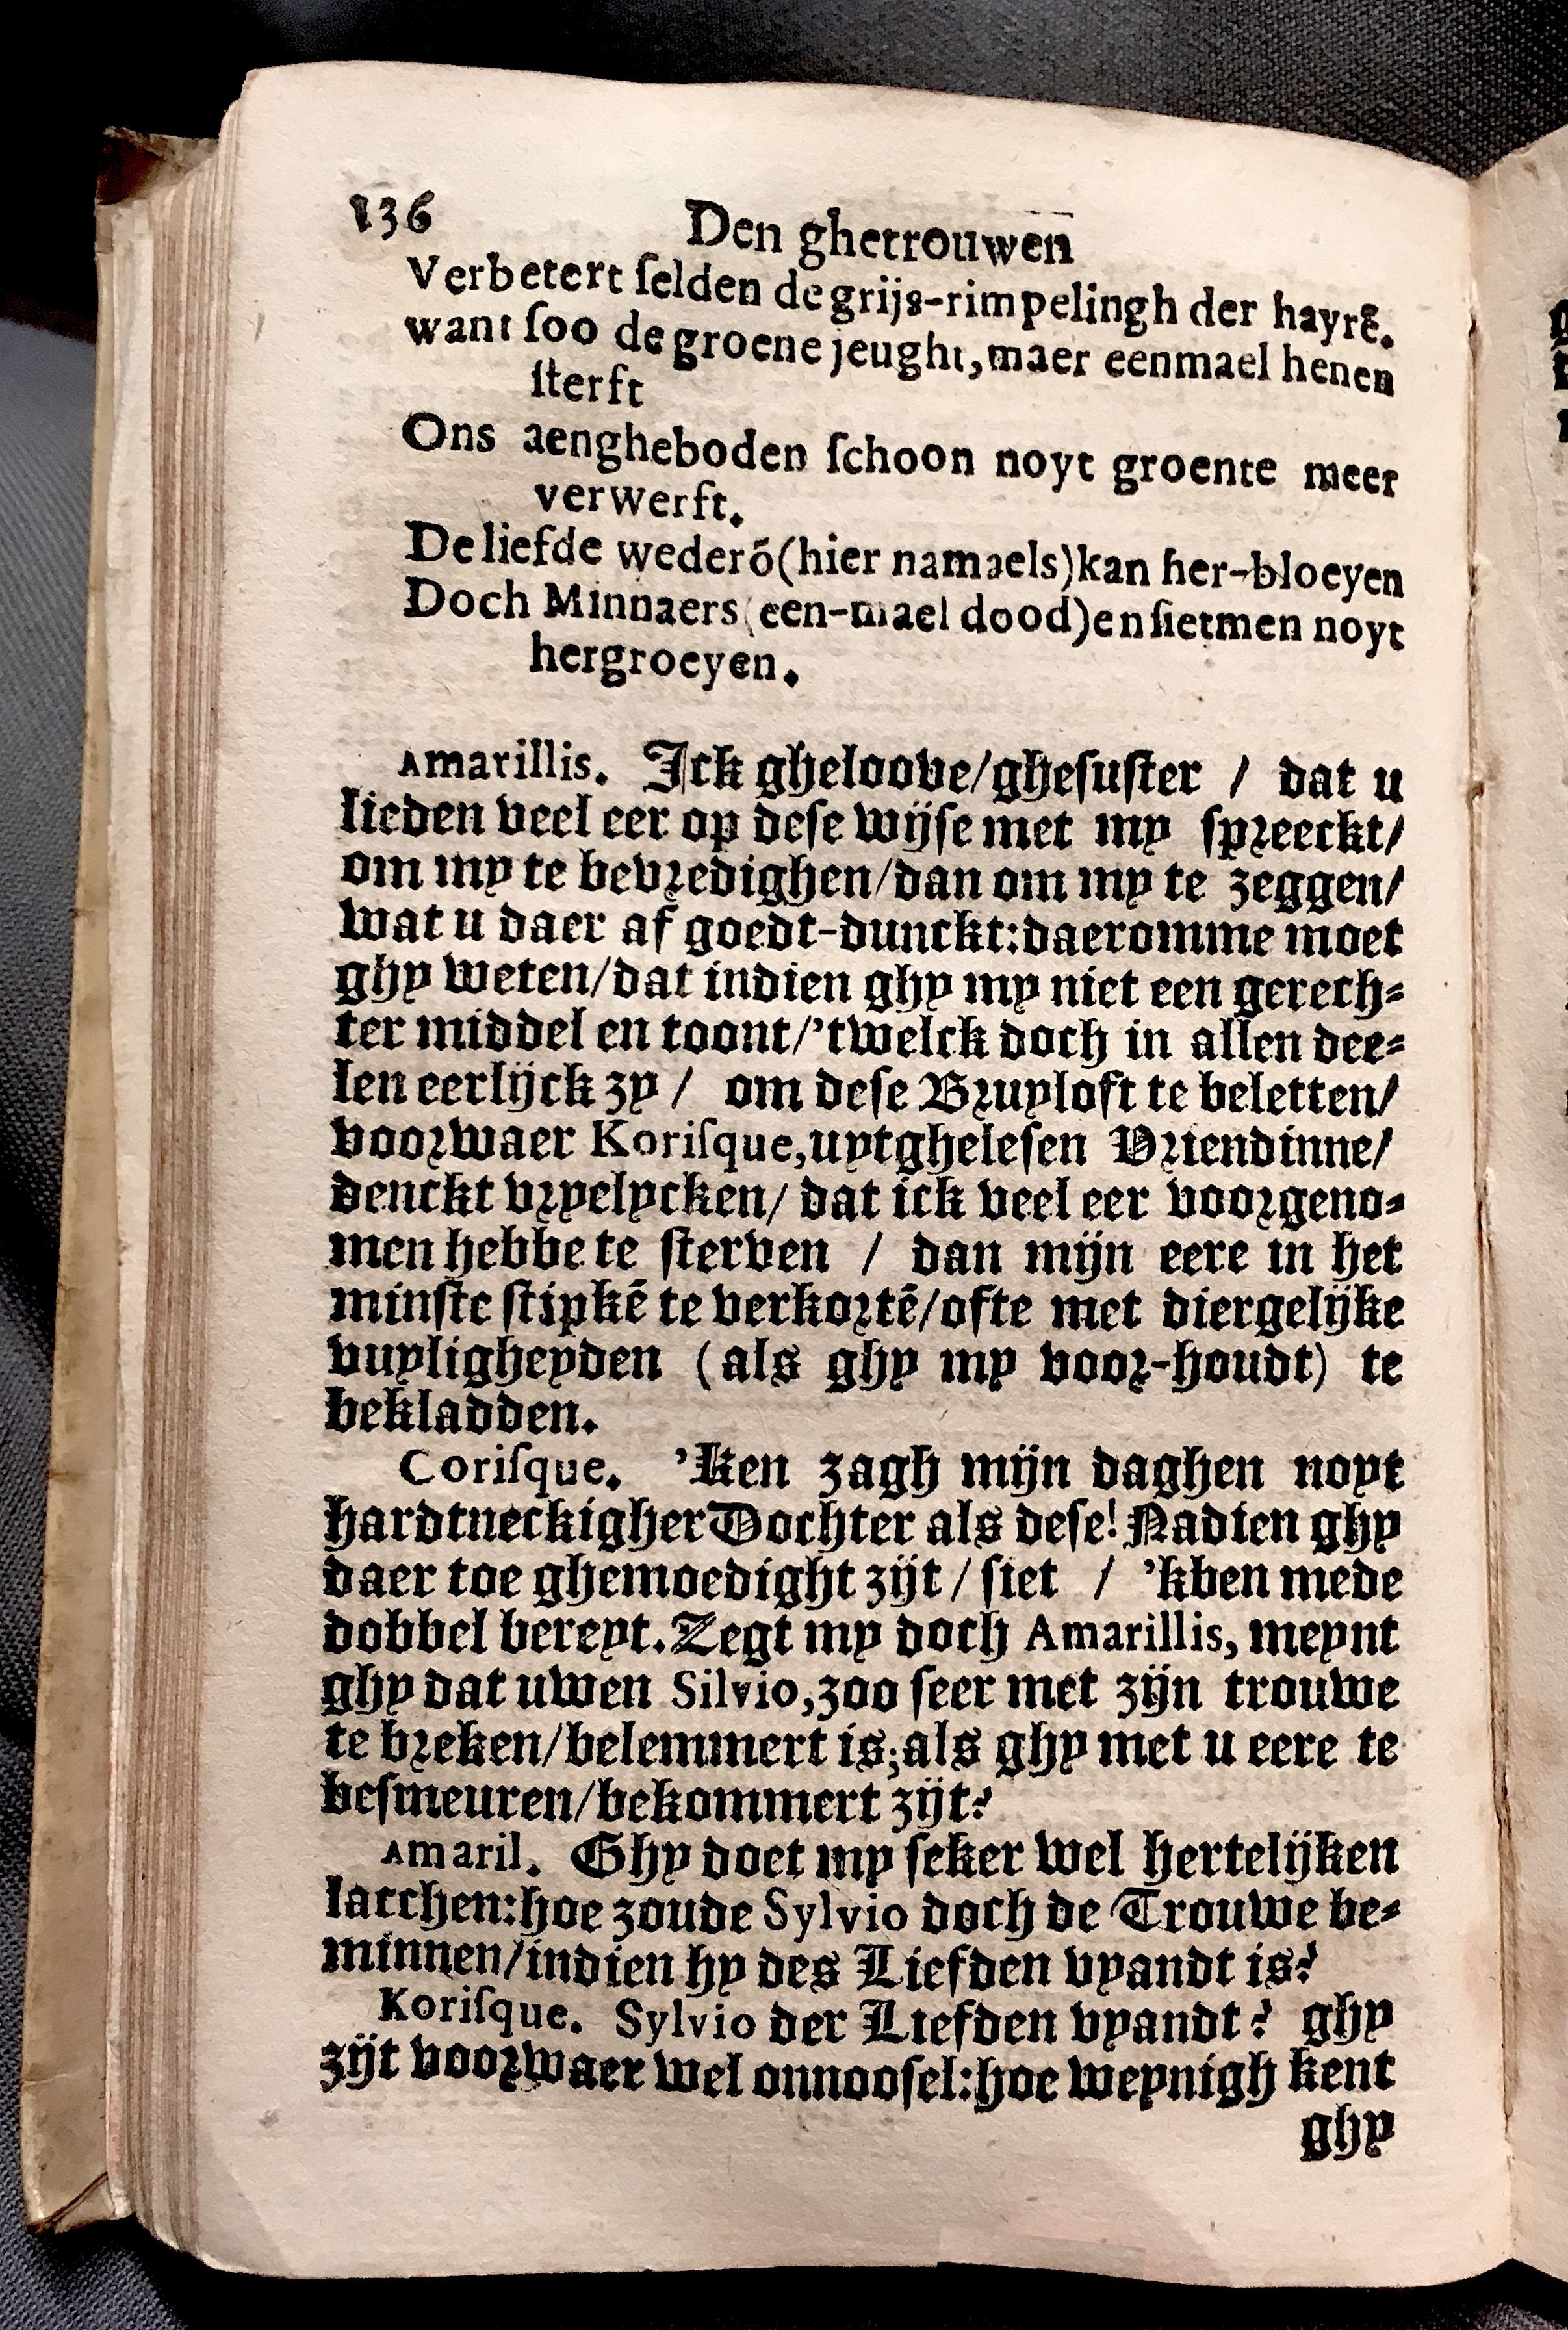 136 Den ghetrouwen
Verbetert ſelden de grijs-rimpelingh der hayrē.
want ſoo de groene jeught, maer eenmael henen
ſterft
Ons aengheboden ſchoon noyt groente meer
verwerft.
De liefde wederō (hier namaels) kan her-bloeyen
Doch Minnaers (een-mael dood) en ſietmen noyt
hergroeyen.
Amarillis. Ick gheloove/gheſuſter / dat u
lieden veel eer op deſe wijſe met my ſpreeckt/
om my te bevredighen/dan om my te zeggen/
wat u daer af goedt-dunckt: daeromme moet
ghy weten/dat indien ghy my niet een gerech-
ter middel en toont/'twelck doch in allen dee-
len eerlijck zy / om deſe Bruyloft te beletten/
voorwaer Koriſque, uytgheleſen Vriendinne/
denckt vryelycken/ dat ick veel eer voorgeno-
men hebbe te ſterven / dan mijn eere in het
minſte ſtipkē te verkortē/ofte met diergelijke
vuyligheyden (als ghy my voor-houdt) te
bekladden.
Coriſque. 'Ken zagh mijn daghen noyt
hardtneckigher Dochter als deſe! Nadien ghy
daer toe ghemoedight zijt / ſiet / 'kben mede
dobbel bereyt. Zegt my doch Amarillis, meynt
ghy dat uwen Silvio, zoo ſeer met zijn trouwe
te breken/belemmert is; als ghy met u eere te
beſmeuren/bekommert zijt?
Amaril. Ghy doet my ſeker wel hertelijken
lacchen: hoe zoude Sylvio doch de Trouwe be-
minnen/indien hy des Liefden vyandt is?
Koriſque. Sylvio der Liefden vyandt? ghy
zijt voorwaer wel onnooſel: hoe weynigh kent
ghy